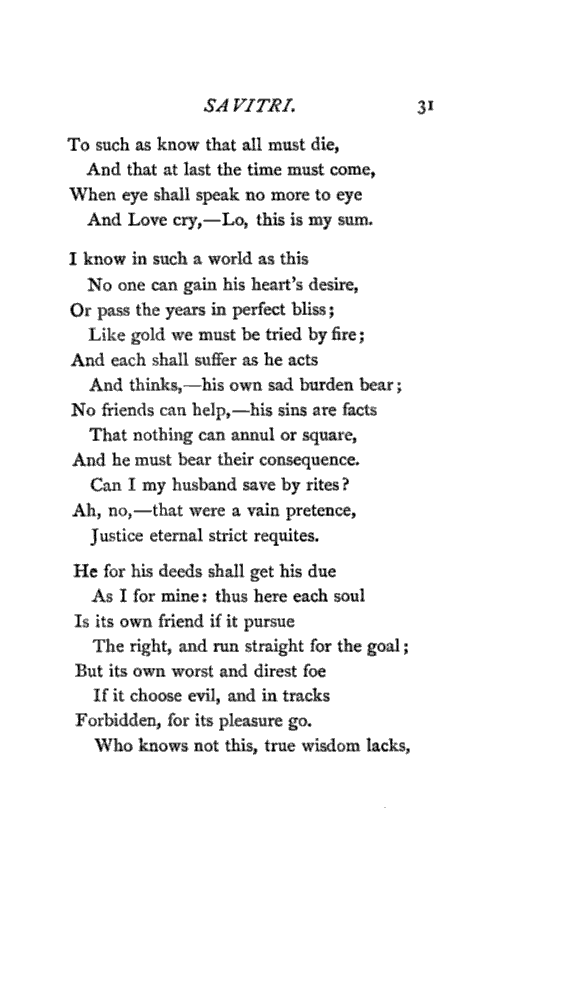 SAVITRI. 31
To such as know that all must die,
And that at last the time must come,
When eye shall speak no more to eye
And Love cry,—Lo, this is my sum.
I know in such a world as this
No one can gain his heart's desire,
Or pass the years in perfect bliss;
Like gold we must be tried by fire;
And each shall suffer as he acts
And thinks,—his own sad burden bear;
No friends can help,—his sins are facts
That nothing can annul or square,
And he must bear their consequence.
Can I my husband save by rites?
Ah, no,—that were a vain pretence,
Justice eternal strict requites.
He for his deeds shall get his due
As I for mine: thus here each soul
Is its own friend if it pursue
The right, and run straight for the goal;
But its own worst and direst foe
If it choose evil, and in tracks
Forbidden, for its pleasure go.
Who knows not this, true wisdom lacks,